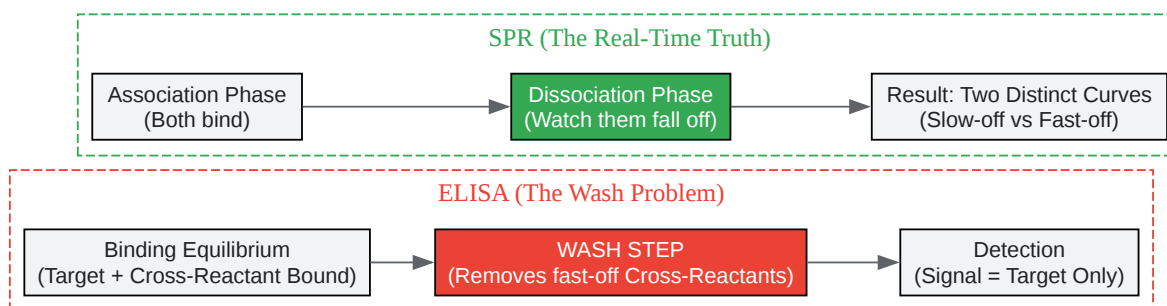 SPR (The Real-Time Truth)
Association Phase
(Both bind)
Dissociation Phase
(Watch them fall off)
Result: Two Distinct Curves
(Slow-off vs Fast-off)
ELISA (The Wash Problem)
Binding Equilibrium
(Target + Cross-Reactant Bound)
WASH STEP
(Removes fast-off Cross-Reactants)
Detection
(Signal = Target Only)